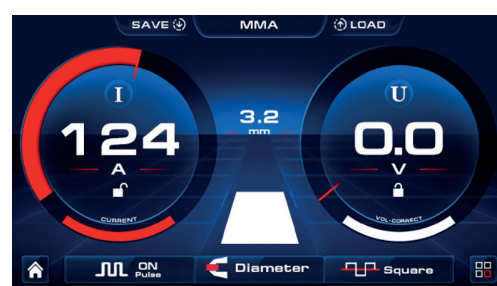 SAVE
MMA
LOAD
I
124
A
CURRENT
3.2
mm
U
0.0
V
VOL-CORRECT
ON
Pulse
Diameter
Square